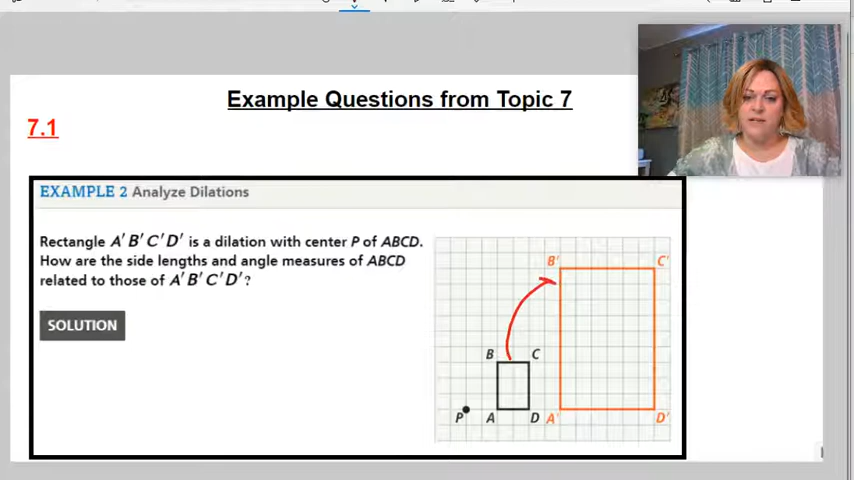 Example Questions from Topic 7
7.1
EXAMPLE 2 Analyze Dilations
Rectangle A′B′C′D′ is a dilation with center P of ABCD.
How are the side lengths and angle measures of ABCD
related to those of A′B′C′D′?
SOLUTION
B′ C′
B C
P A D A′ D′